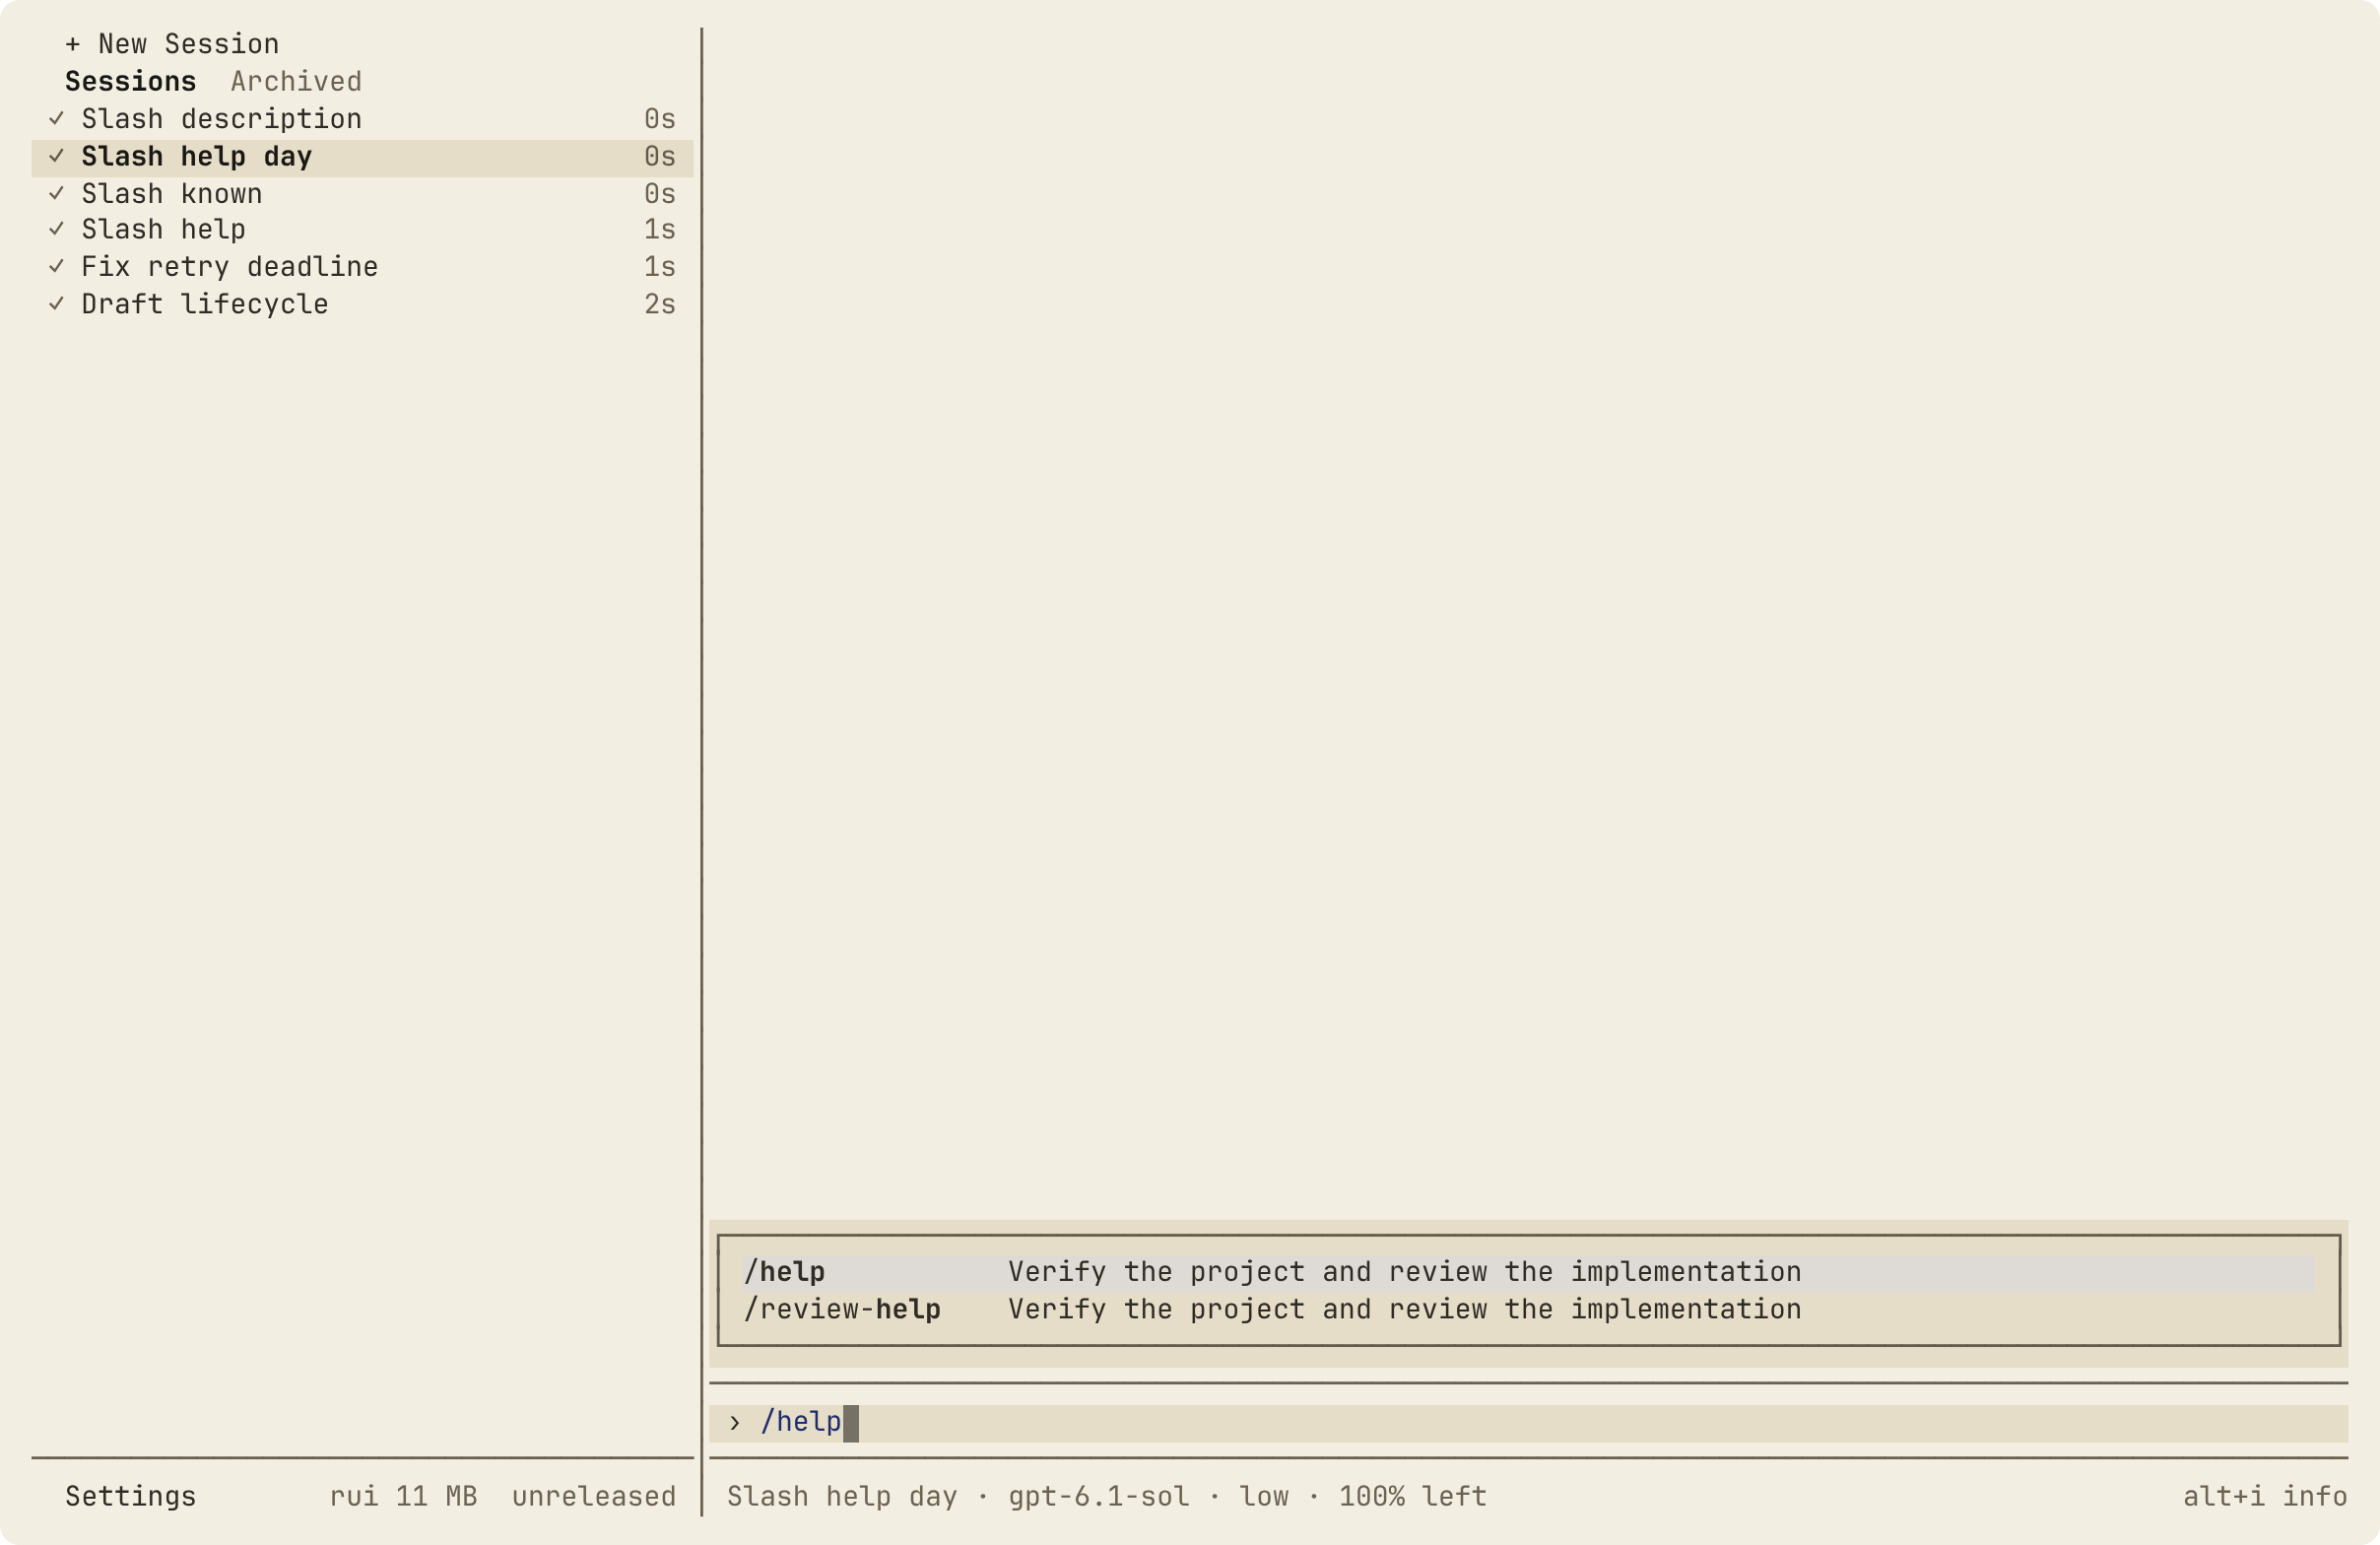 + New Session
Sessions Archived
✓ Slash description 0s
✓ Slash help day 0s
✓ Slash known 0s
✓ Slash help 1s
✓ Fix retry deadline 1s
✓ Draft lifecycle 2s
/help Verify the project and review the implementation
/review-help Verify the project and review the implementation
› /help
Settings rui 11 MB unreleased
Slash help day · gpt-6.1-sol · low · 100% left
alt+i info